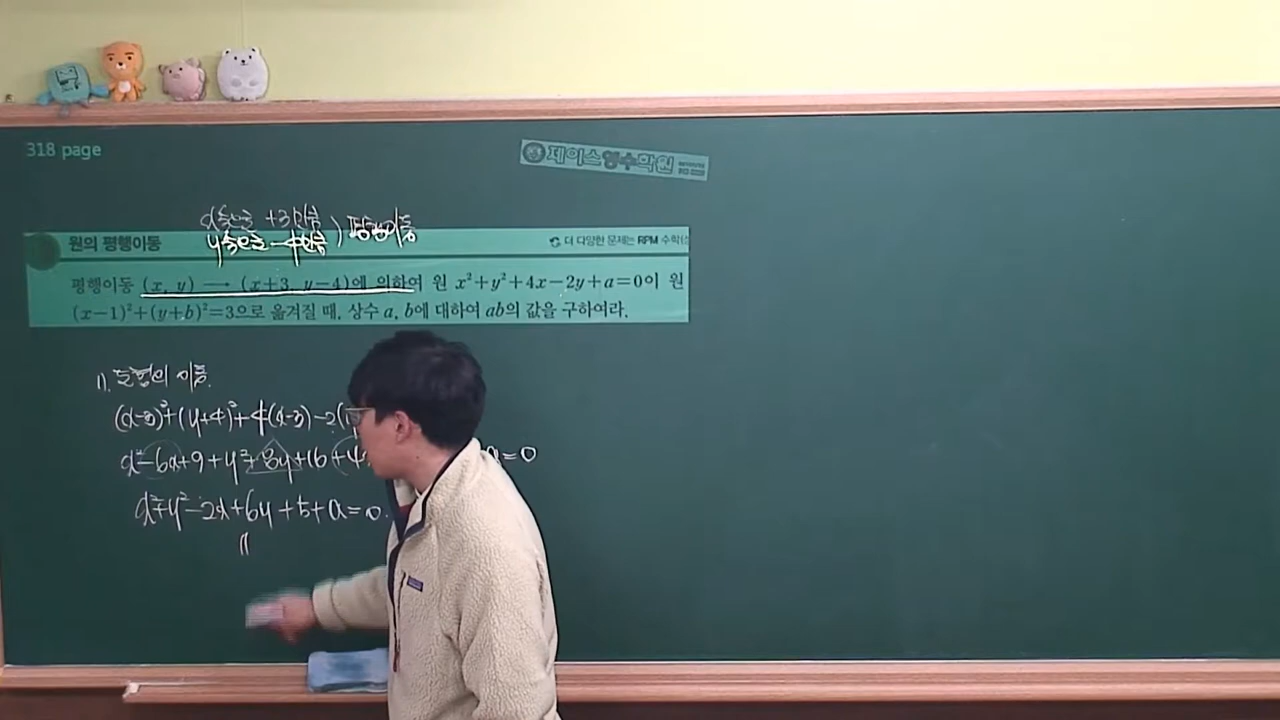 318 page
제이스영수학원
x축으로 +3만큼
y축으로 -4만큼 ) 평행이동
원의 평행이동
더 다양한 문제는 RPM 수학(
평행이동 (x, y) → (x+3, y−4)에 의하여 원 x²+y²+4x−2y+a=0이 원
(x−1)²+(y+b)²=3으로 옮겨질 때, 상수 a, b에 대하여 ab의 값을 구하여라.
1). 도형의 이동.
(x-3)²+(y+4)²+4(x-3)-2(
x²-6x+9+y²+8y+16+4
a=0
x²+y²-2x+6y+5+a=0.